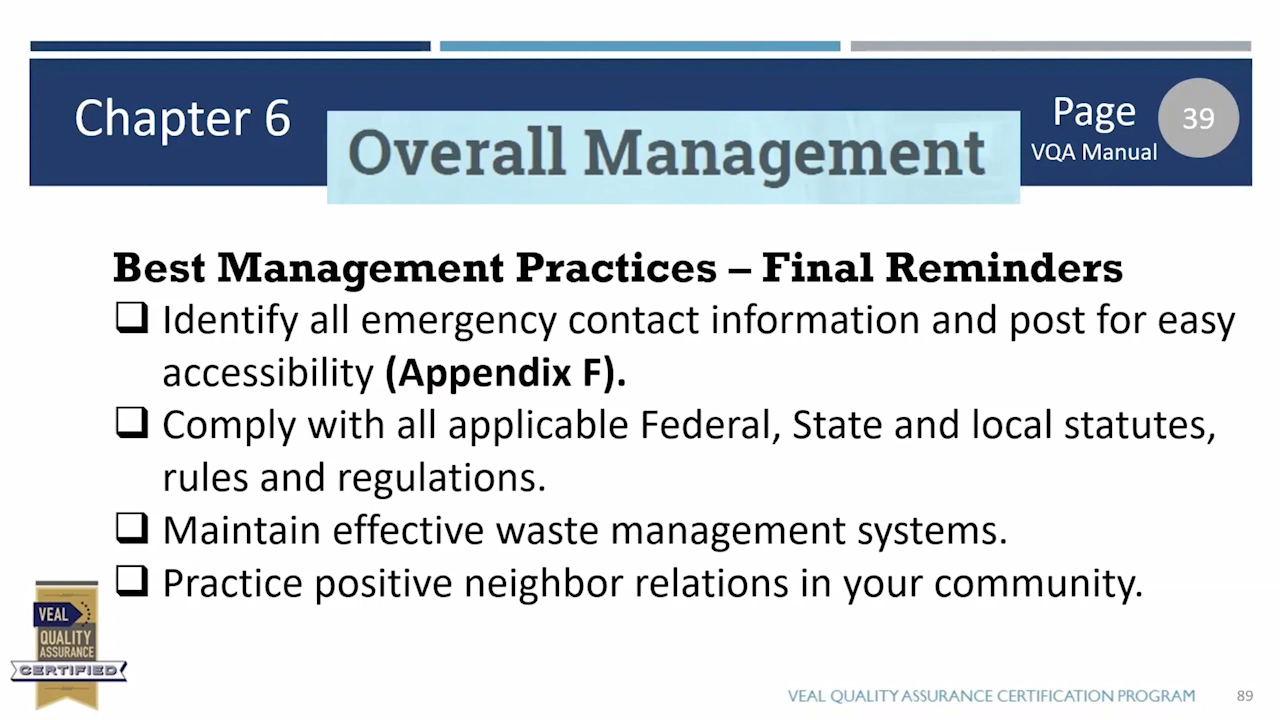 Chapter 6
Overall Management
Page
39
VQA Manual
Best Management Practices – Final Reminders
❑ Identify all emergency contact information and post for easy
accessibility (Appendix F).
❑ Comply with all applicable Federal, State and local statutes,
rules and regulations.
❑ Maintain effective waste management systems.
❑ Practice positive neighbor relations in your community.
VEAL
QUALITY
ASSURANCE
CERTIFIED
VEAL QUALITY ASSURANCE CERTIFICATION PROGRAM
89